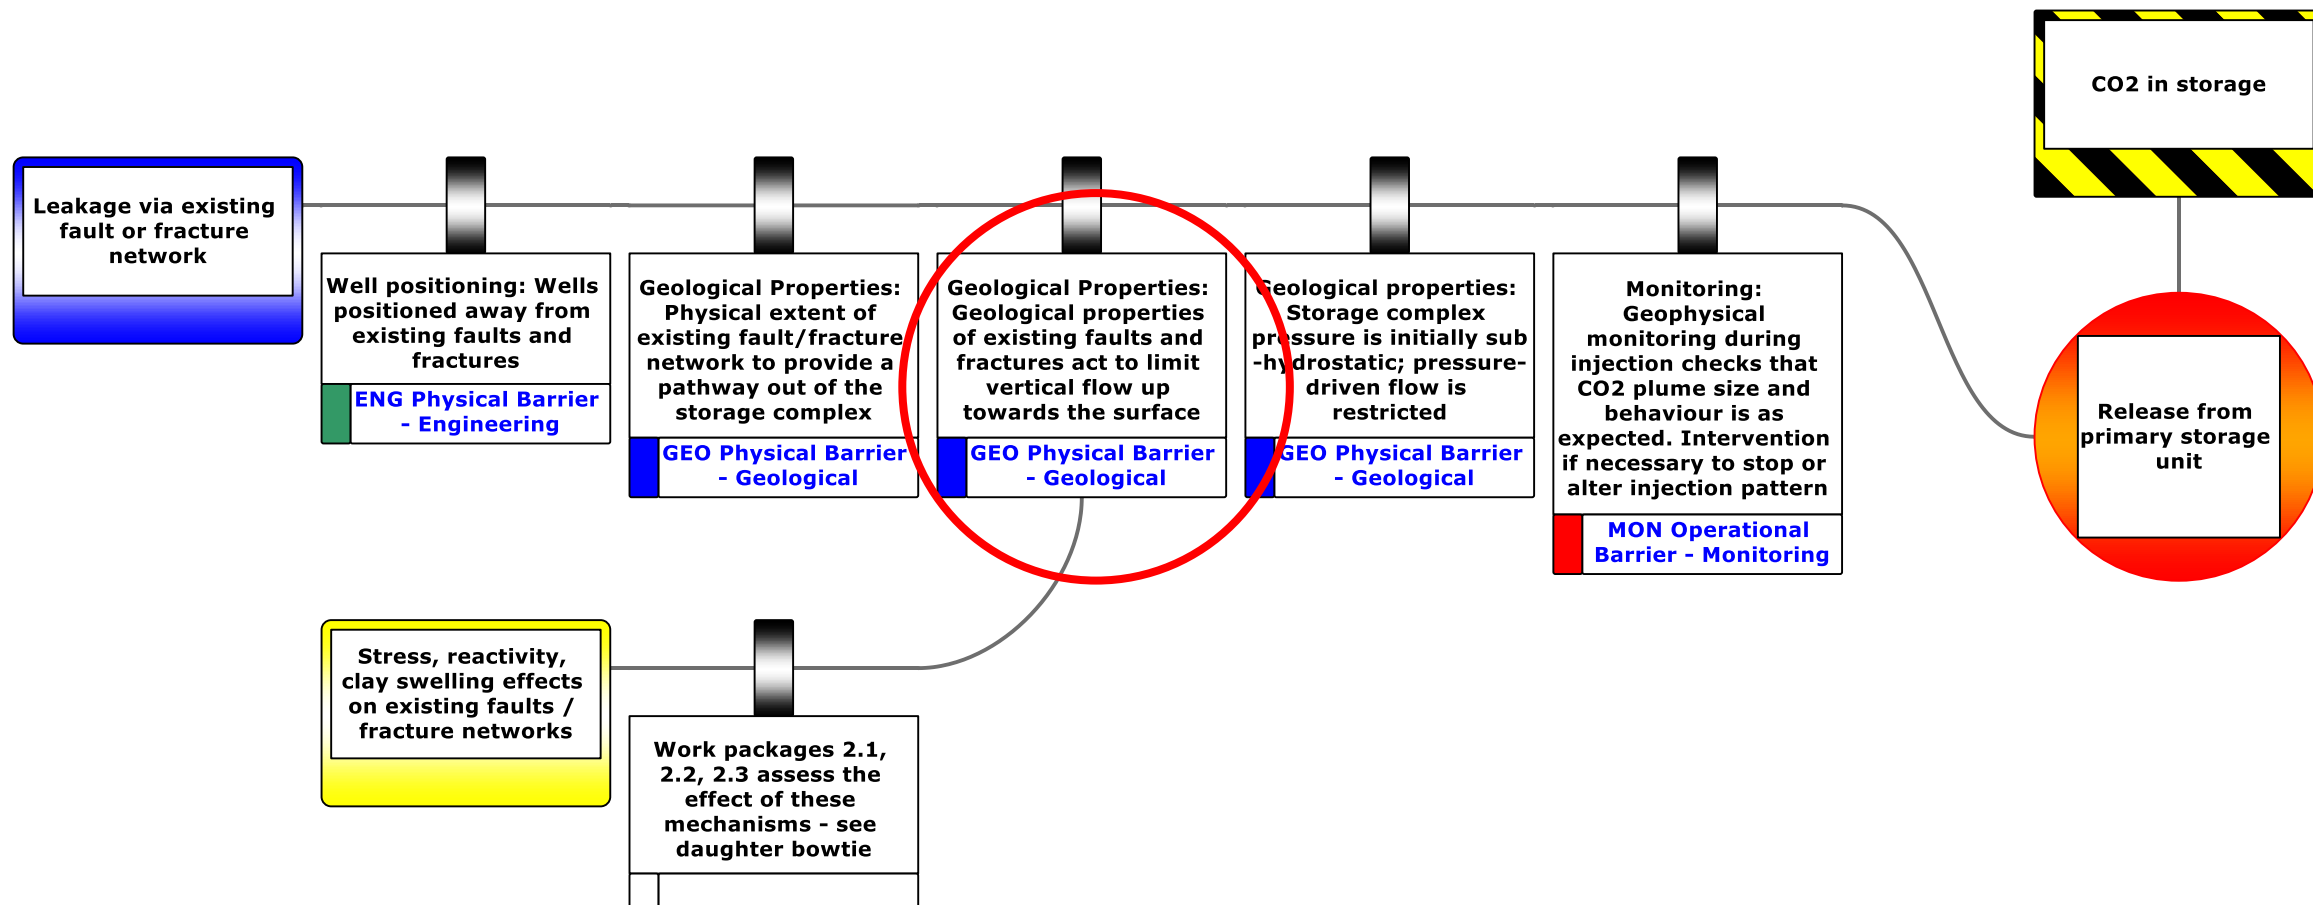 CO2 in storage
Leakage via existing
fault or fracture
network
Well positioning: Wells
positioned away from
existing faults and
fractures
ENG Physical Barrier
- Engineering
Geological Properties:
Physical extent of
existing fault/fracture
network to provide a
pathway out of the
storage complex
GEO Physical Barrier
- Geological
Geological Properties:
Geological properties
of existing faults and
fractures act to limit
vertical flow up
towards the surface
GEO Physical Barrier
- Geological
Geological properties:
Storage complex
pressure is initially sub
-hydrostatic; pressure-
driven flow is
restricted
GEO Physical Barrier
- Geological
Monitoring:
Geophysical
monitoring during
injection checks that
CO2 plume size and
behaviour is as
expected. Intervention
if necessary to stop or
alter injection pattern
MON Operational
Barrier - Monitoring
Release from
primary storage
unit
Stress, reactivity,
clay swelling effects
on existing faults /
fracture networks
Work packages 2.1,
2.2, 2.3 assess the
effect of these
mechanisms - see
daughter bowtie